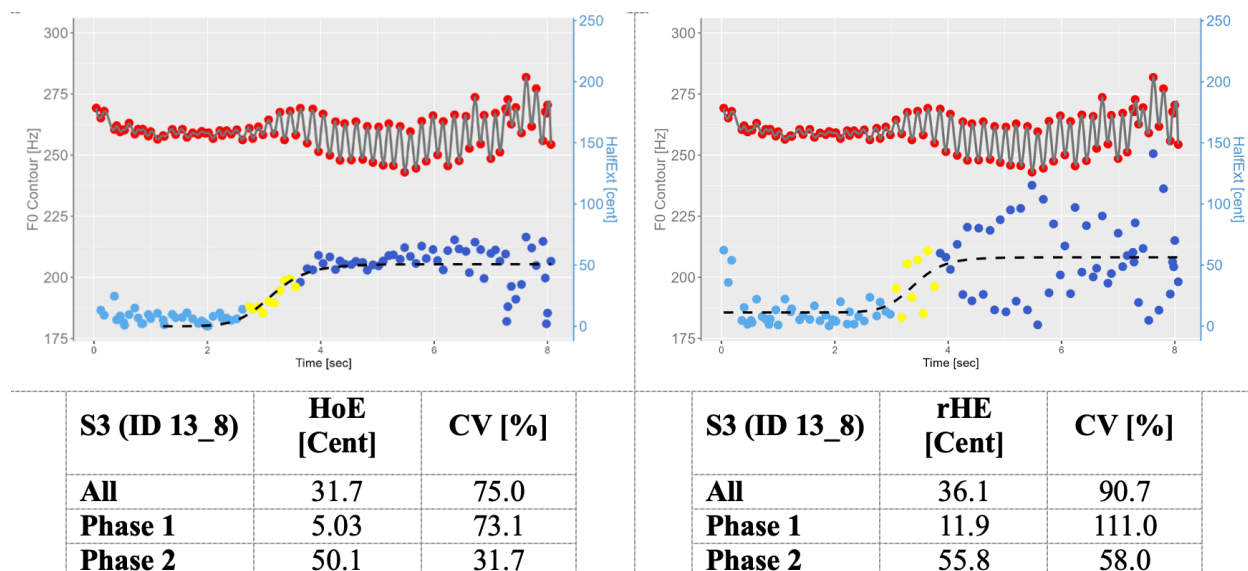 300
275
250
225
200
175
F0 Contour [Hz]
250
200
150
100
50
0
HalfExt [cent]
0
2
4
6
8
Time [sec]
300
275
250
225
200
175
F0 Contour [Hz]
250
200
150
100
50
0
HalfExt [cent]
0
2
4
6
8
Time [sec]
S3 (ID 13_8) HoE [Cent] CV [%]
All 31.7 75.0
Phase 1 5.03 73.1
Phase 2 50.1 31.7
S3 (ID 13_8) rHE [Cent] CV [%]
All 36.1 90.7
Phase 1 11.9 111.0
Phase 2 55.8 58.0